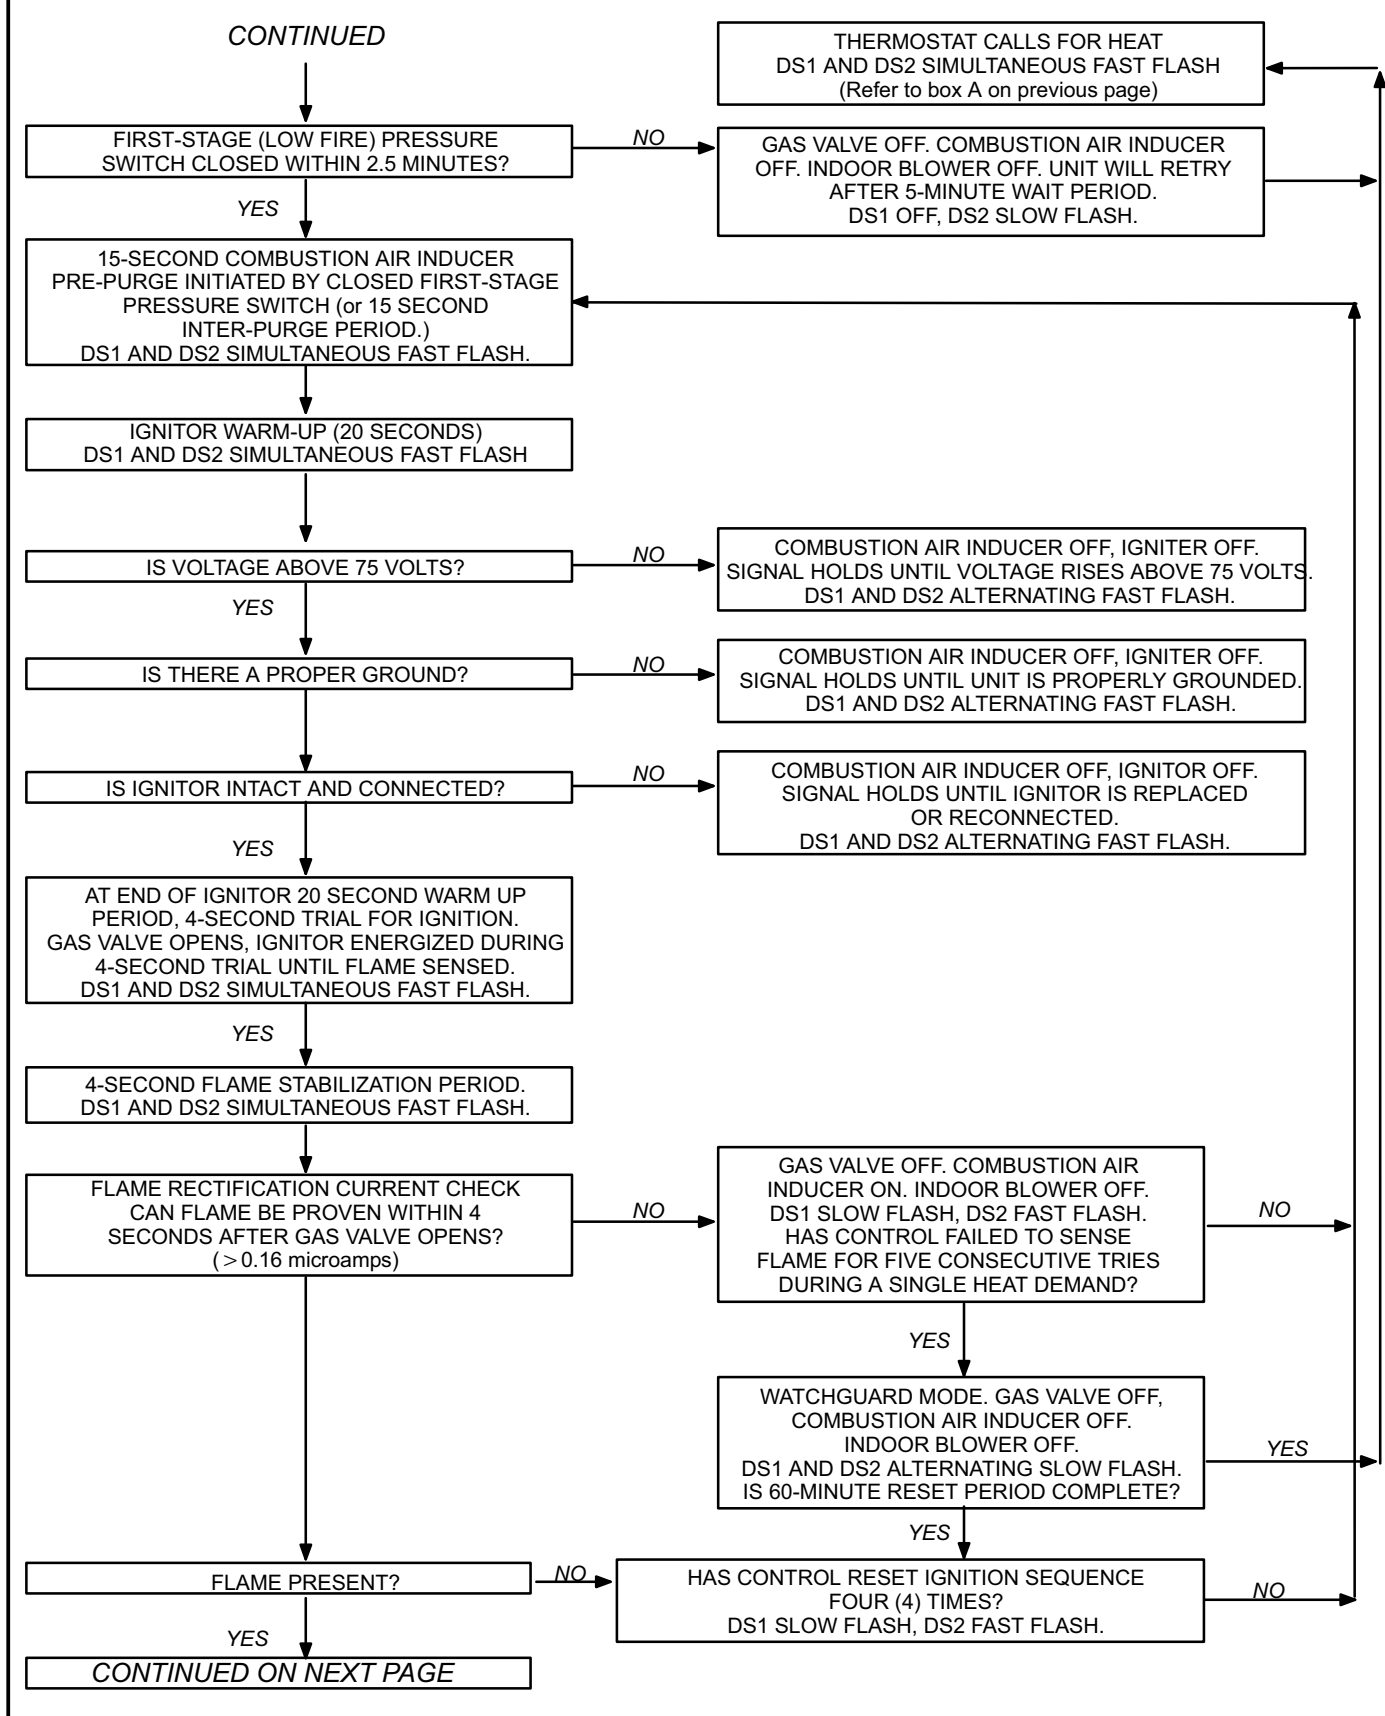 CONTINUED
THERMOSTAT CALLS FOR HEAT
DS1 AND DS2 SIMULTANEOUS FAST FLASH
(Refer to box A on previous page)
FIRST-STAGE (LOW FIRE) PRESSURE
SWITCH CLOSED WITHIN 2.5 MINUTES?
NO
GAS VALVE OFF. COMBUSTION AIR INDUCER
OFF. INDOOR BLOWER OFF. UNIT WILL RETRY
AFTER 5-MINUTE WAIT PERIOD.
DS1 OFF, DS2 SLOW FLASH.
YES
15-SECOND COMBUSTION AIR INDUCER
PRE-PURGE INITIATED BY CLOSED FIRST-STAGE
PRESSURE SWITCH (or 15 SECOND
INTER-PURGE PERIOD.)
DS1 AND DS2 SIMULTANEOUS FAST FLASH.
IGNITOR WARM-UP (20 SECONDS)
DS1 AND DS2 SIMULTANEOUS FAST FLASH
IS VOLTAGE ABOVE 75 VOLTS?
NO
COMBUSTION AIR INDUCER OFF, IGNITER OFF.
SIGNAL HOLDS UNTIL VOLTAGE RISES ABOVE 75 VOLTS.
DS1 AND DS2 ALTERNATING FAST FLASH.
YES
IS THERE A PROPER GROUND?
NO
COMBUSTION AIR INDUCER OFF, IGNITER OFF.
SIGNAL HOLDS UNTIL UNIT IS PROPERLY GROUNDED.
DS1 AND DS2 ALTERNATING FAST FLASH.
IS IGNITOR INTACT AND CONNECTED?
NO
COMBUSTION AIR INDUCER OFF, IGNITOR OFF.
SIGNAL HOLDS UNTIL IGNITOR IS REPLACED
OR RECONNECTED.
DS1 AND DS2 ALTERNATING FAST FLASH.
YES
AT END OF IGNITOR 20 SECOND WARM UP
PERIOD, 4-SECOND TRIAL FOR IGNITION.
GAS VALVE OPENS, IGNITOR ENERGIZED DURING
4-SECOND TRIAL UNTIL FLAME SENSED.
DS1 AND DS2 SIMULTANEOUS FAST FLASH.
YES
4-SECOND FLAME STABILIZATION PERIOD.
DS1 AND DS2 SIMULTANEOUS FAST FLASH.
FLAME RECTIFICATION CURRENT CHECK
CAN FLAME BE PROVEN WITHIN 4
SECONDS AFTER GAS VALVE OPENS?
(>0.16 microamps)
NO
GAS VALVE OFF. COMBUSTION AIR
INDUCER ON. INDOOR BLOWER OFF.
DS1 SLOW FLASH, DS2 FAST FLASH.
HAS CONTROL FAILED TO SENSE
FLAME FOR FIVE CONSECUTIVE TRIES
DURING A SINGLE HEAT DEMAND?
NO
YES
WATCHGUARD MODE. GAS VALVE OFF,
COMBUSTION AIR INDUCER OFF.
INDOOR BLOWER OFF.
DS1 AND DS2 ALTERNATING SLOW FLASH.
IS 60-MINUTE RESET PERIOD COMPLETE?
YES
YES
FLAME PRESENT?
NO
HAS CONTROL RESET IGNITION SEQUENCE
FOUR (4) TIMES?
DS1 SLOW FLASH, DS2 FAST FLASH.
NO
YES
CONTINUED ON NEXT PAGE